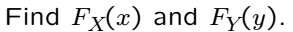 Find F_X(x) and F_Y(y).